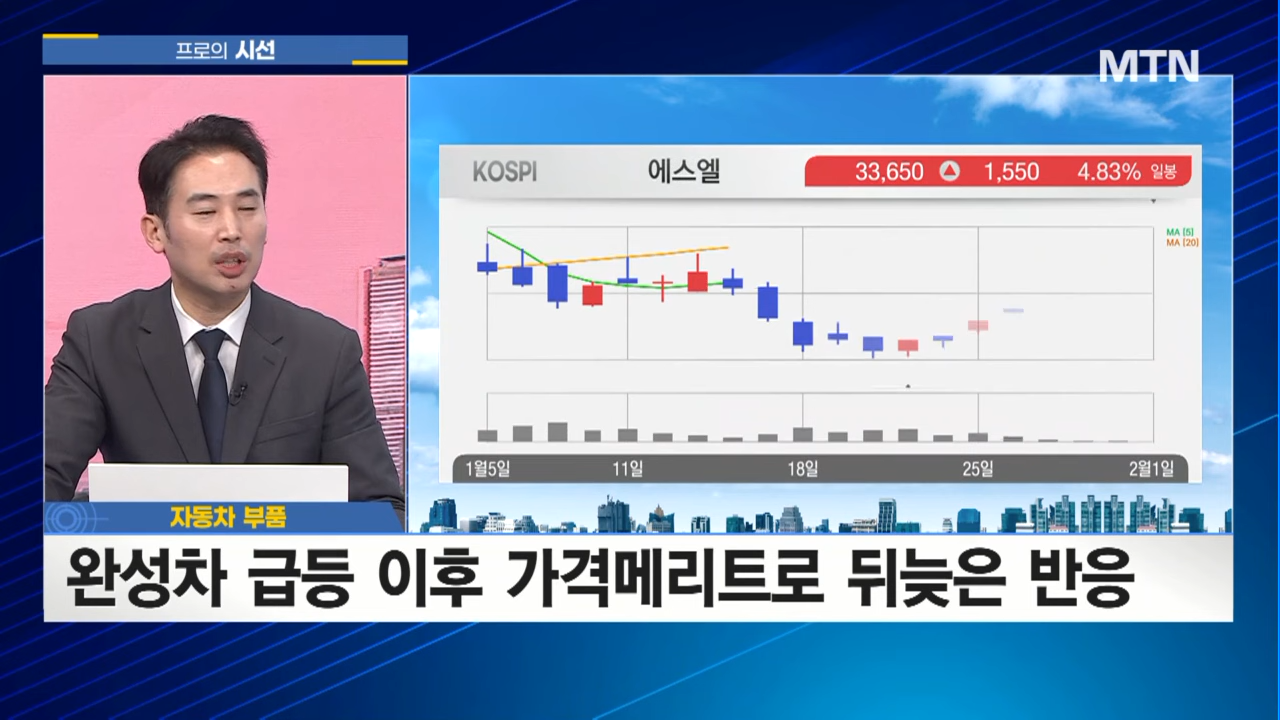 프로의 시선
MTN
KOSPI 에스엘 33,650 1,550 4.83% 일봉
MA [5]
MA [20]
1월5일 11일 18일 25일 2월1일
자동차 부품
완성차 급등 이후 가격메리트로 뒤늦은 반응